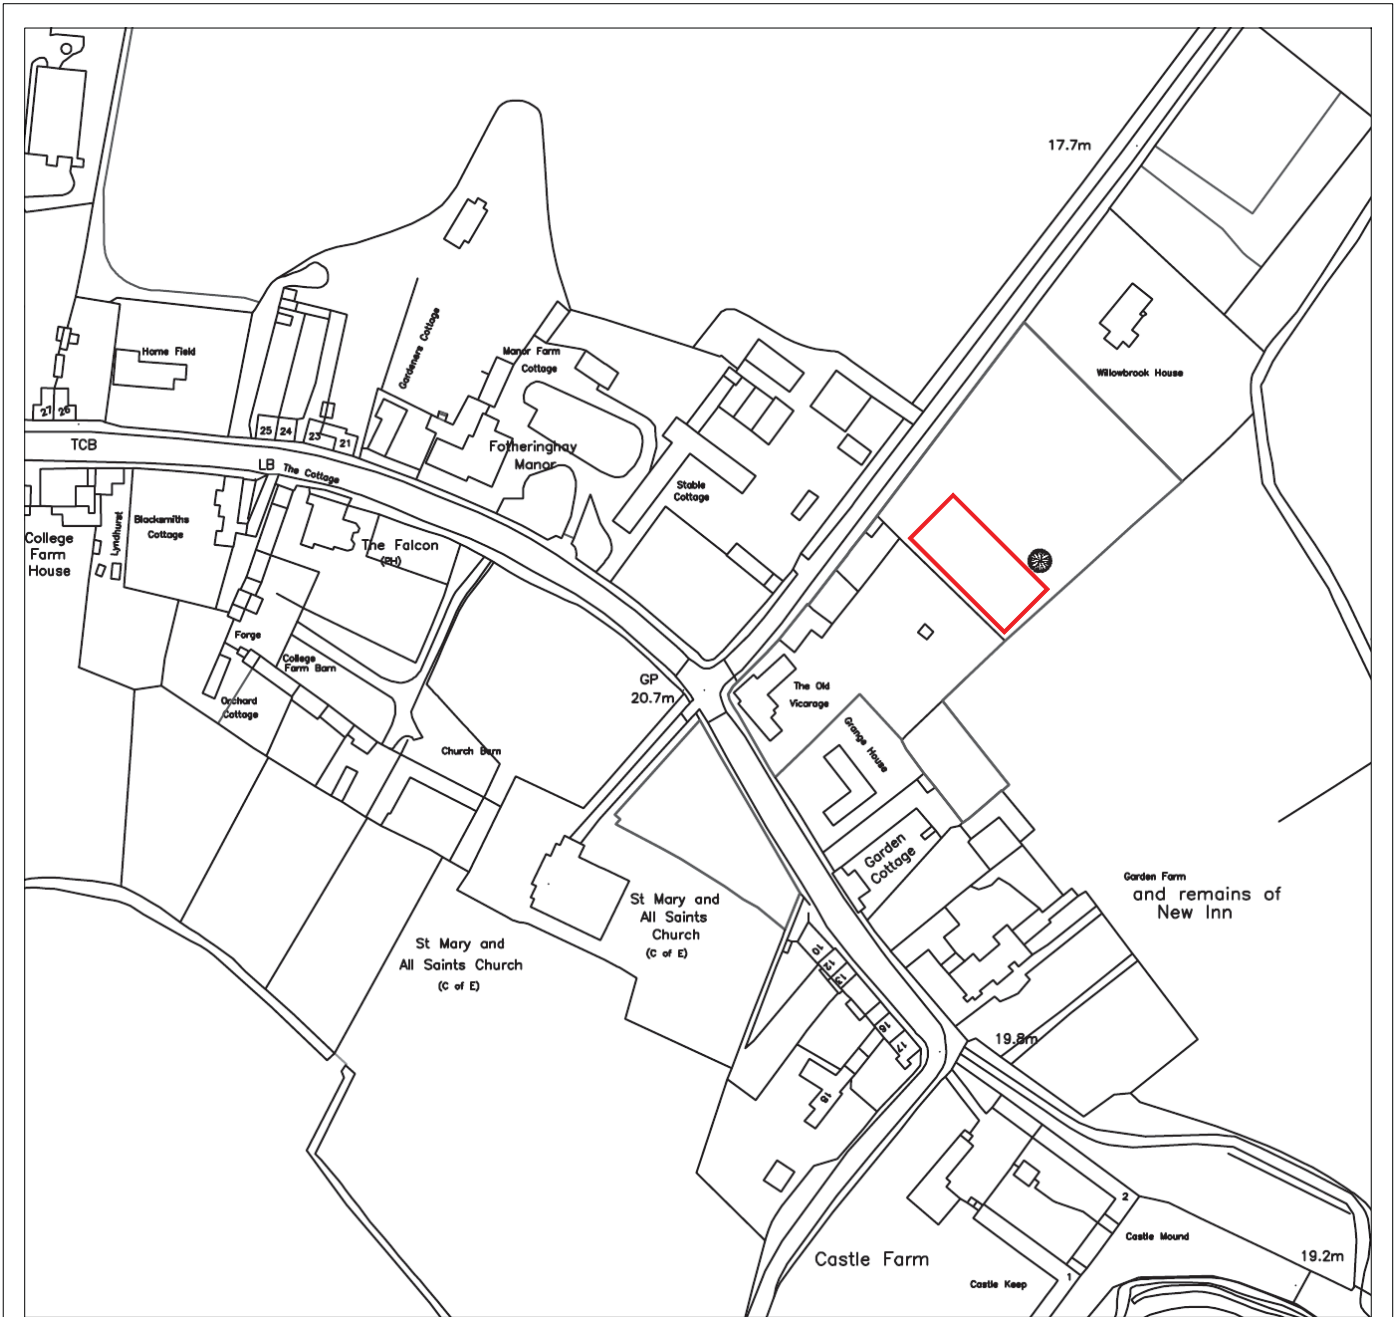 17.7m
Willowbrook House
Gardeners Cottage
Home Field
Manor Farm
Cottage
27
26
25
24
23
21
TCB
LB
The Cottage
Fotheringhay
Manor
Stable
Cottage
College
Farm
House
Lyndhurst
Blacksmiths
Cottage
The Falcon
(PH)
Forge
College
Farm Barn
Orchard
Cottage
GP
20.7m
The Old
Vicarage
Grange House
Church Barn
Garden
Cottage
Garden Farm
and remains of
New Inn
St Mary and
All Saints
Church
(C of E)
St Mary and
All Saints Church
(C of E)
10
12
13
16
17
18
19.8m
2
Castle Mound
19.2m
Castle Farm
Castle Keep
1